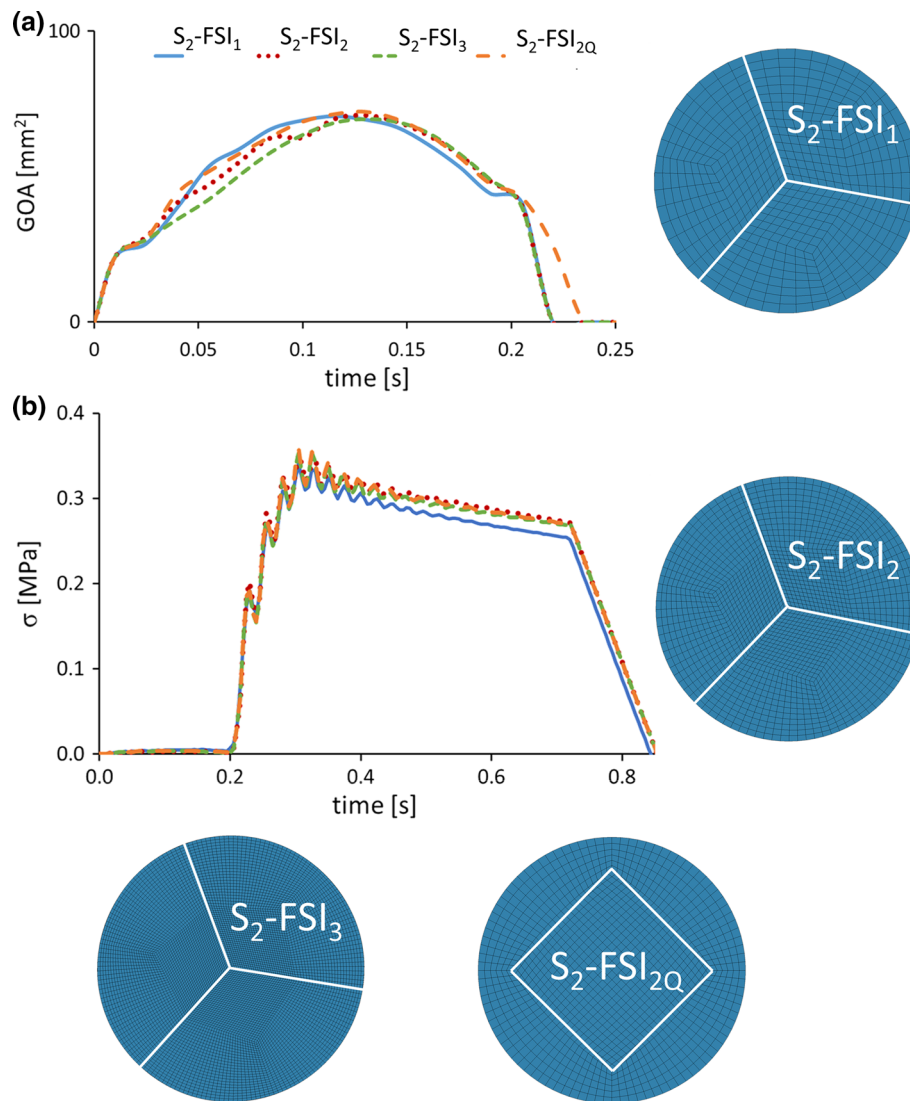 (a)
100
S₂-FSI₁ S₂-FSI₂ S₂-FSI₃ S₂-FSI₂Q
GOA [mm²]
0
0 0.05 0.1 0.15 0.2 0.25
time [s]
S₂-FSI₁
(b)
0.4
0.3
0.2
0.1
0.0
σ [MPa]
0.0 0.2 0.4 0.6 0.8
time [s]
S₂-FSI₂
S₂-FSI₃
S₂-FSI₂Q